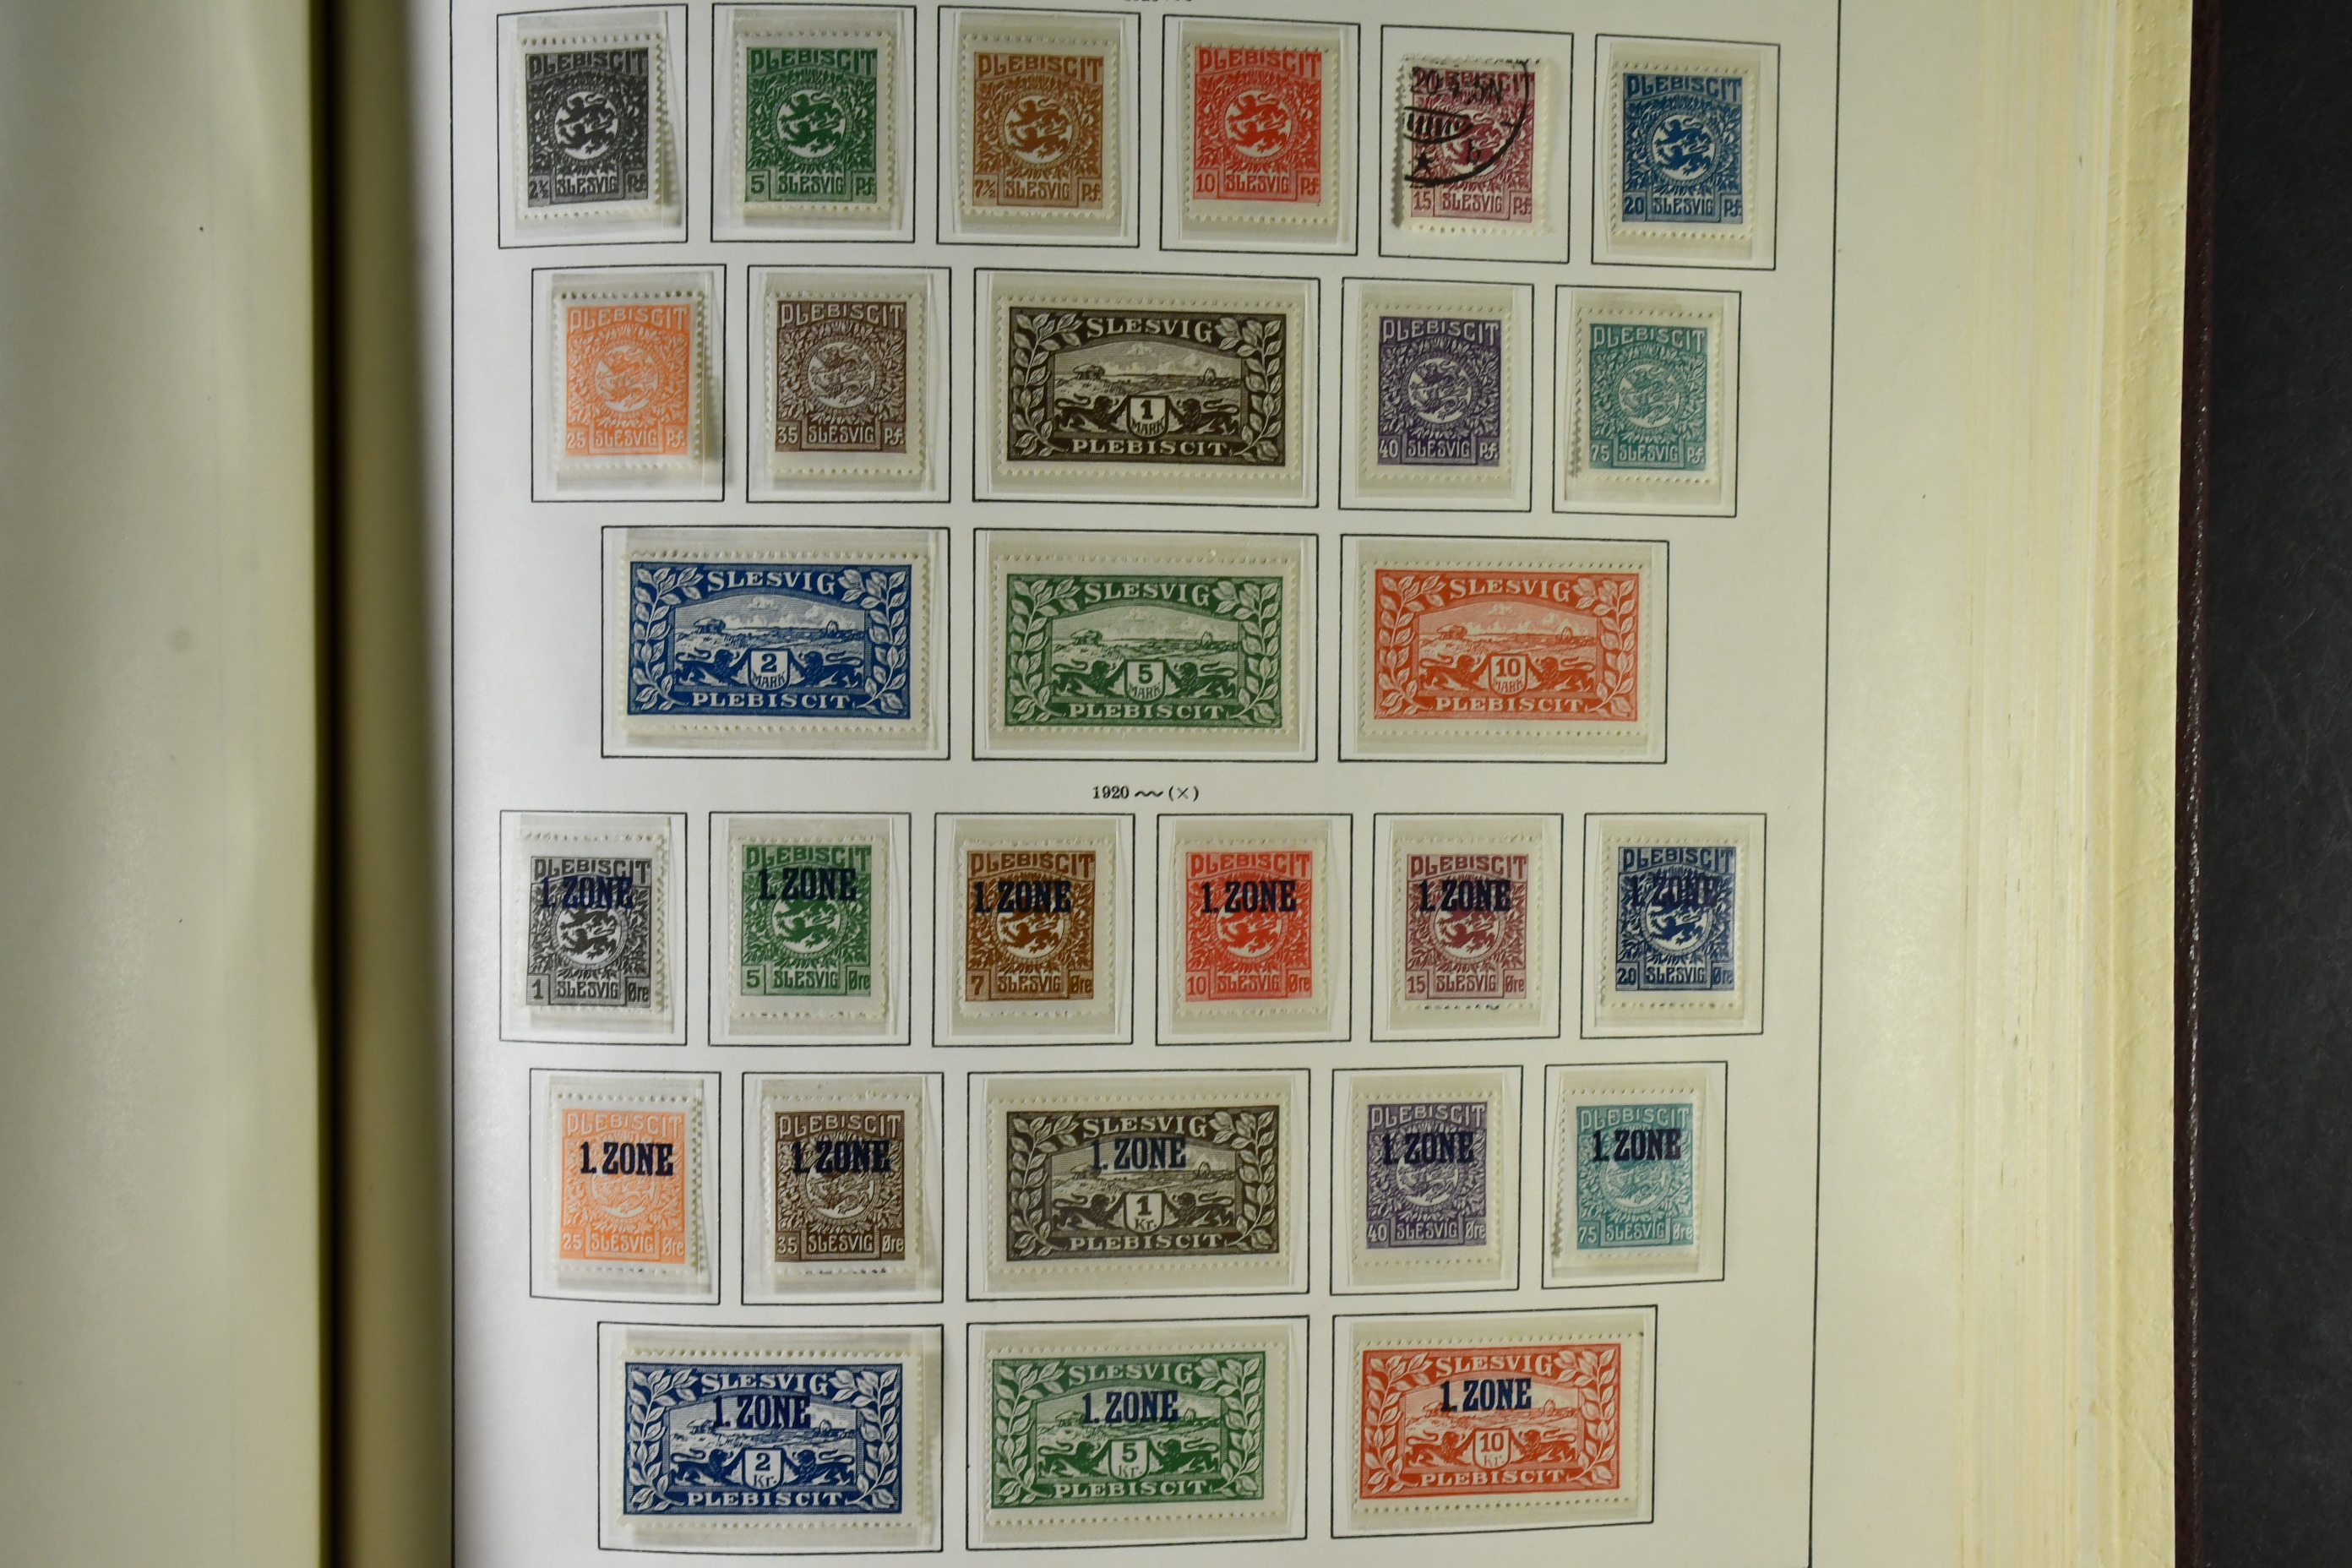 PLEBISCIT
2½ SLESVIG Pf.
PLEBISCIT
5 SLESVIG Pf.
PLEBISCIT
7½ SLESVIG Pf.
PLEBISCIT
10 SLESVIG Pf.
PLEBISCIT
15 SLESVIG Pf.
PLEBISCIT
20 SLESVIG Pf.
PLEBISCIT
25 SLESVIG Pf.
PLEBISCIT
35 SLESVIG Pf.
SLESVIG
1
MARK
PLEBISCIT
PLEBISCIT
40 SLESVIG Pf.
PLEBISCIT
75 SLESVIG Pf.
SLESVIG
2
MARK
PLEBISCIT
SLESVIG
5
MARK
PLEBISCIT
SLESVIG
10
MARK
PLEBISCIT
1920 (×)
PLEBISCIT
1. ZONE
1 SLESVIG Øre
PLEBISCIT
1. ZONE
5 SLESVIG Øre
PLEBISCIT
1. ZONE
7 SLESVIG Øre
PLEBISCIT
1. ZONE
10 SLESVIG Øre
PLEBISCIT
1. ZONE
15 SLESVIG Øre
PLEBISCIT
1. ZONE
20 SLESVIG Øre
PLEBISCIT
1. ZONE
25 SLESVIG Øre
PLEBISCIT
1. ZONE
35 SLESVIG Øre
SLESVIG
1. ZONE
1
Kr.
PLEBISCIT
PLEBISCIT
1. ZONE
40 SLESVIG Øre
PLEBISCIT
1. ZONE
75 SLESVIG Øre
SLESVIG
1. ZONE
2
Kr.
PLEBISCIT
SLESVIG
1. ZONE
5
Kr.
PLEBISCIT
SLESVIG
1. ZONE
10
Kr.
PLEBISCIT